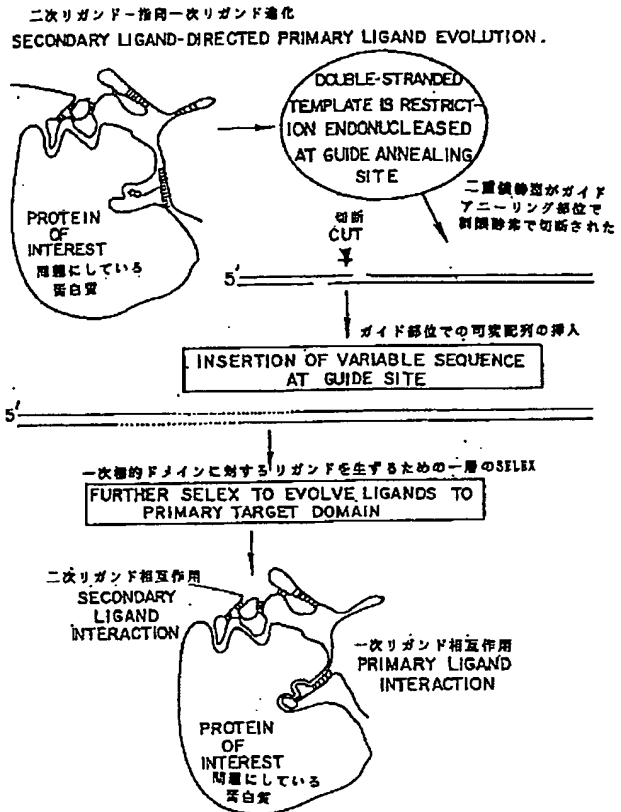 二次リガンド-指向一次リガンド進化
SECONDARY LIGAND-DIRECTED PRIMARY LIGAND EVOLUTION.
DOUBLE-STRANDED
TEMPLATE IS RESTRICT-
ION ENDONUCLEASED
AT GUIDE ANNEALING
SITE
二重鎖鋳型がガイド
アニーリング部位で
制限酵素で切断された
PROTEIN
OF
INTEREST
問題にしている
蛋白質
切断
CUT
5'
ガイド部位での可変配列の挿入
INSERTION OF VARIABLE SEQUENCE
AT GUIDE SITE
5'
一次標的ドメインに対するリガンドを生ずるための一層のSELEX
FURTHER SELEX TO EVOLVE LIGANDS TO
PRIMARY TARGET DOMAIN
二次リガンド相互作用
SECONDARY
LIGAND
INTERACTION
一次リガンド相互作用
PRIMARY LIGAND
INTERACTION
PROTEIN
OF
INTEREST
問題にしている
蛋白質